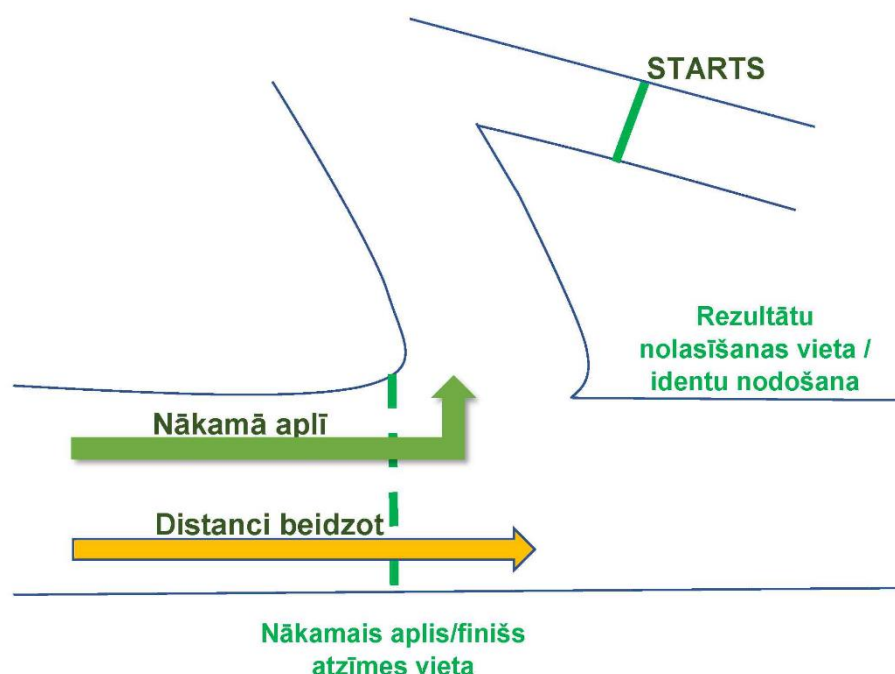 STARTS
Rezultātu
nolasīšanas vieta /
identu nodošana
Nākamā aplī
Distanci beidzot
Nākamais aplis/finišs
atzīmes vieta